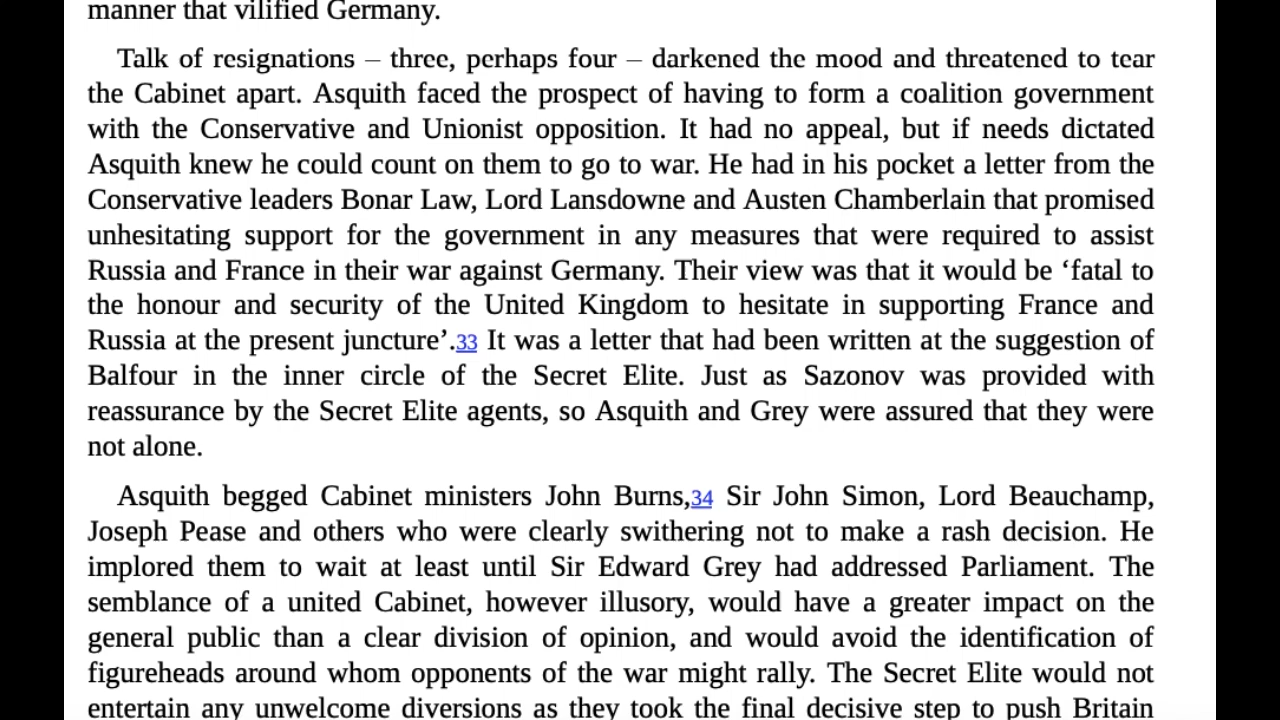 manner that vilified Germany.
Talk of resignations – three, perhaps four – darkened the mood and threatened to tear
the Cabinet apart. Asquith faced the prospect of having to form a coalition government
with the Conservative and Unionist opposition. It had no appeal, but if needs dictated
Asquith knew he could count on them to go to war. He had in his pocket a letter from the
Conservative leaders Bonar Law, Lord Lansdowne and Austen Chamberlain that promised
unhesitating support for the government in any measures that were required to assist
Russia and France in their war against Germany. Their view was that it would be ‘fatal to
the honour and security of the United Kingdom to hesitate in supporting France and
Russia at the present juncture’.33 It was a letter that had been written at the suggestion of
Balfour in the inner circle of the Secret Elite. Just as Sazonov was provided with
reassurance by the Secret Elite agents, so Asquith and Grey were assured that they were
not alone.
Asquith begged Cabinet ministers John Burns,34 Sir John Simon, Lord Beauchamp,
Joseph Pease and others who were clearly swithering not to make a rash decision. He
implored them to wait at least until Sir Edward Grey had addressed Parliament. The
semblance of a united Cabinet, however illusory, would have a greater impact on the
general public than a clear division of opinion, and would avoid the identification of
figureheads around whom opponents of the war might rally. The Secret Elite would not
entertain any unwelcome diversions as they took the final decisive step to push Britain